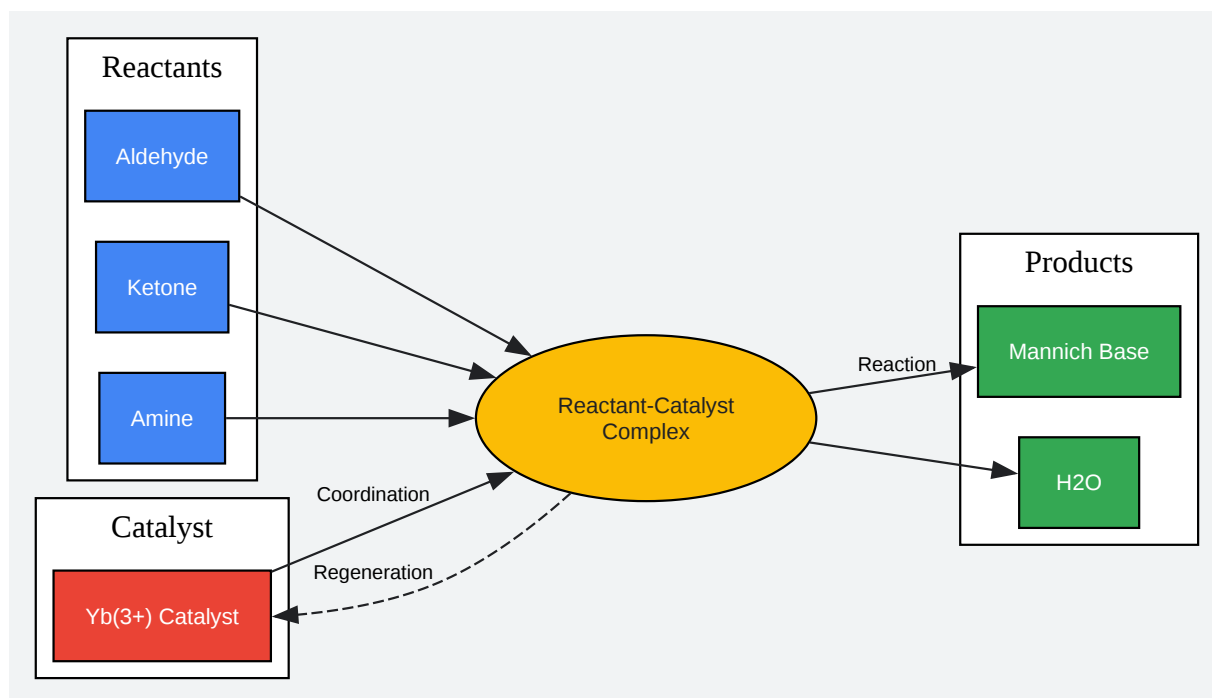 Reactants
Aldehyde
Ketone
Amine
Catalyst
Yb(3+) Catalyst
Coordination
Regeneration
Reactant-Catalyst
Complex
Reaction
Products
Mannich Base
H2O